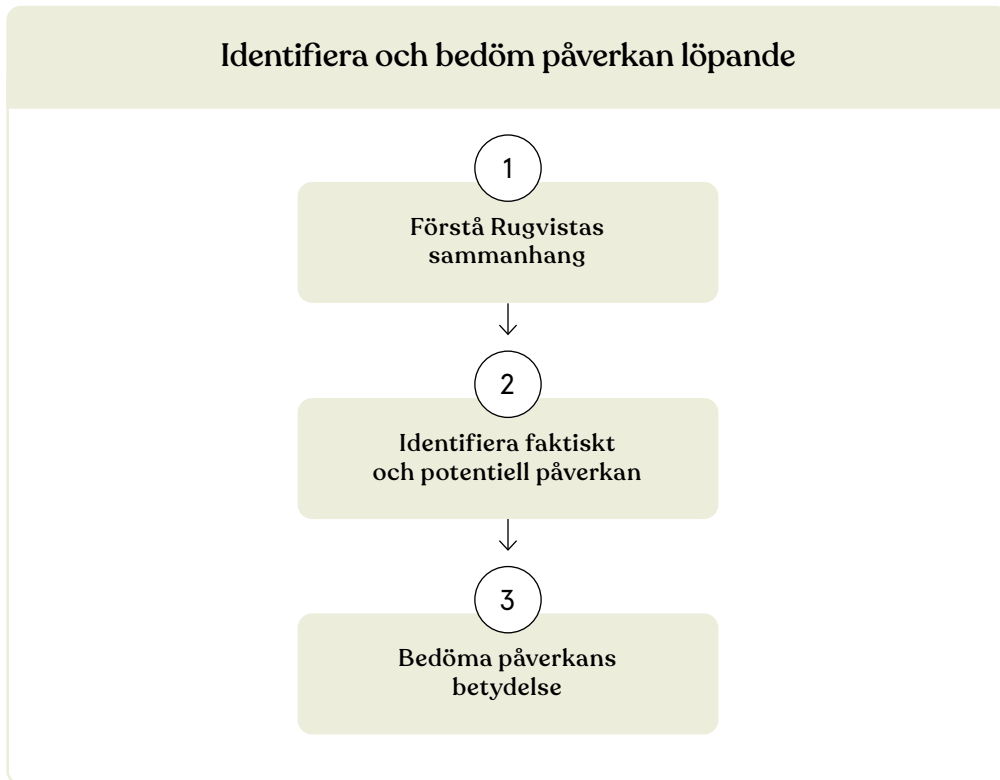 Identifiera och bedöm påverkan löpande
1
Förstå Rugvistas
sammanhang
2
Identifiera faktiskt
och potentiell påverkan
3
Bedöma påverkans
betydelse